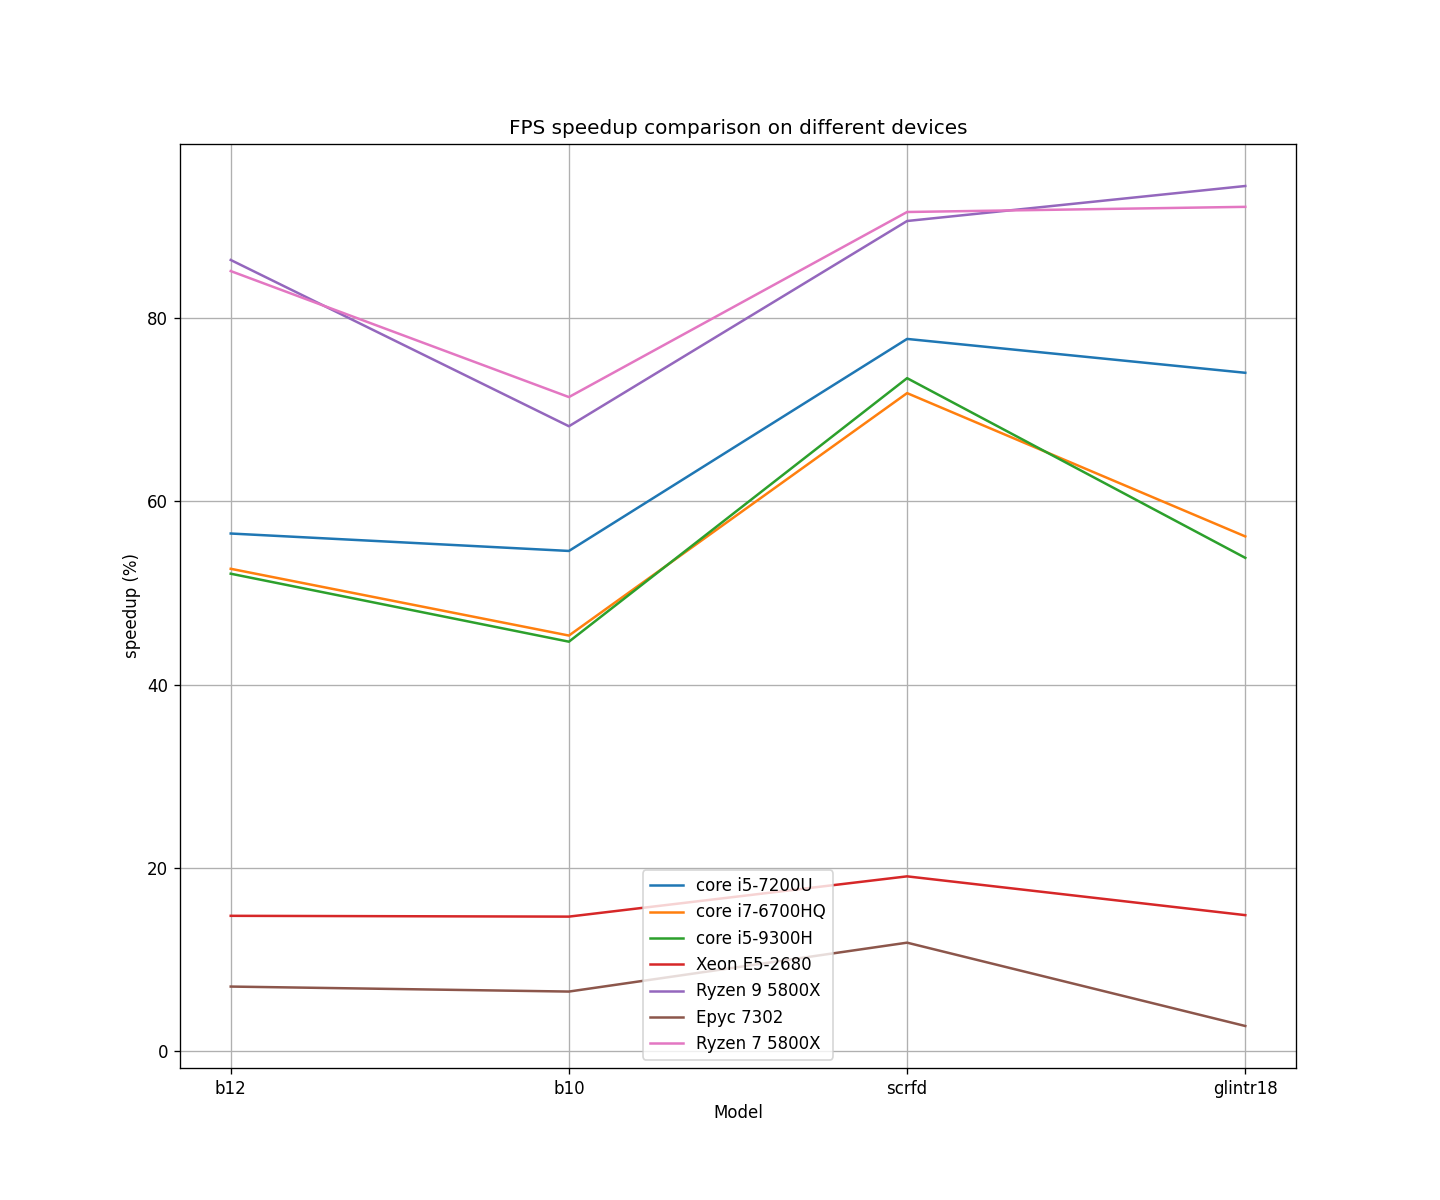 FPS speedup comparison on different devices
speedup (%)
80
60
40
20
0
core i5-7200U
core i7-6700HQ
core i5-9300H
Xeon E5-2680
Ryzen 9 5800X
Epyc 7302
Ryzen 7 5800X
b12 b10 scrfd glintr18
Model